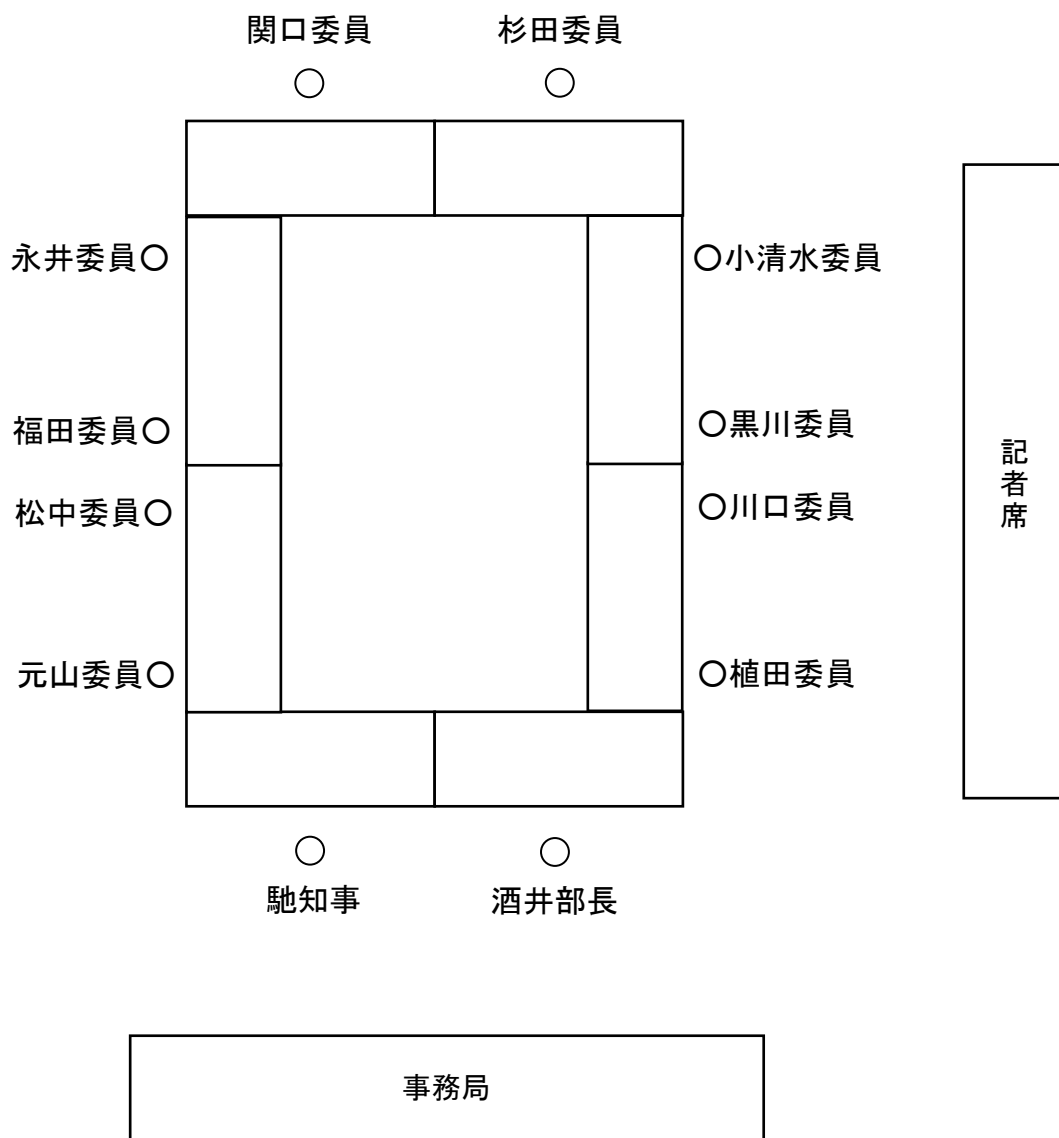 関口委員
杉田委員
永井委員○
○小清水委員
福田委員○
○黒川委員
松中委員○
○川口委員
元山委員○
○植田委員
馳知事
酒井部長
記者席
事務局